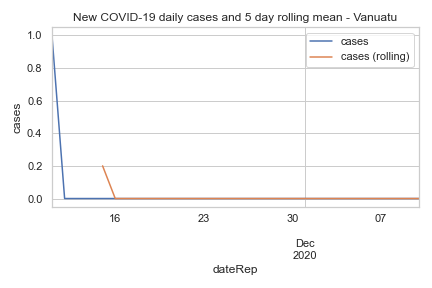 New COVID-19 daily cases and 5 day rolling mean - Vanuatu
cases
cases (rolling)
1.0
0.8
0.6
0.4
0.2
0.0
cases
16
23
30
07
Dec
2020
dateRep